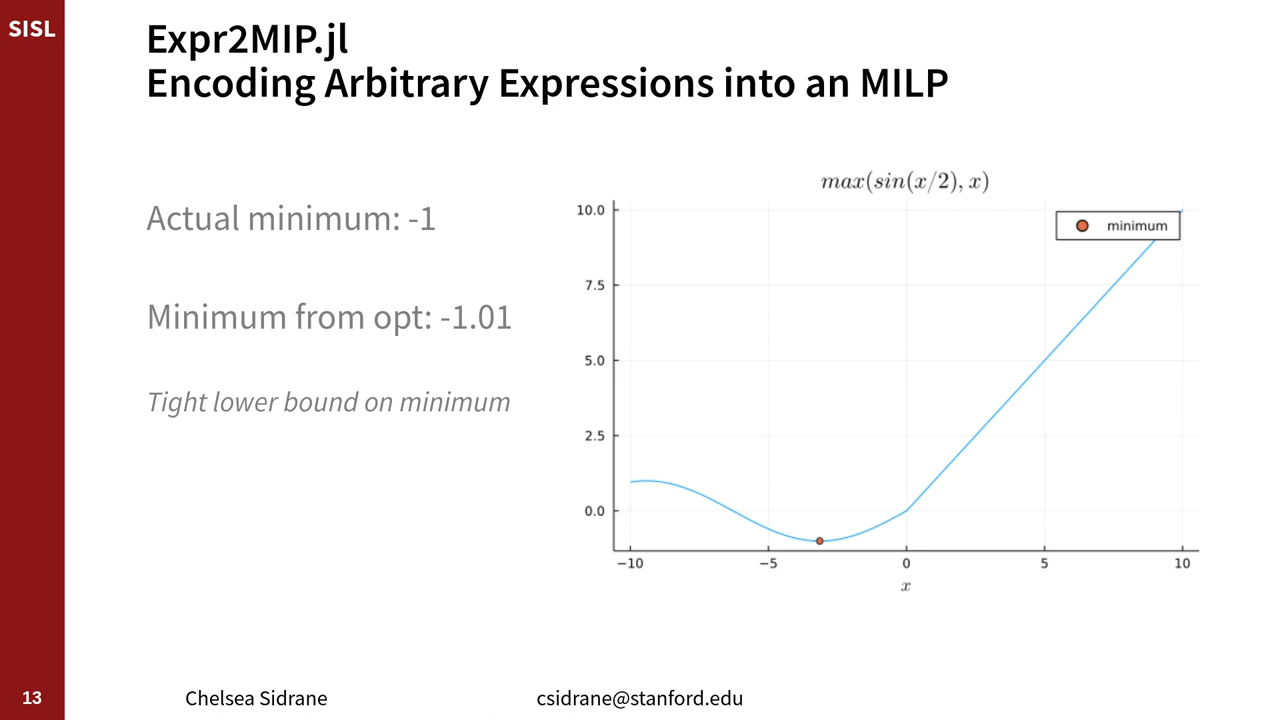 SISL
Expr2MIP.jl
Encoding Arbitrary Expressions into an MILP
Actual minimum: -1
Minimum from opt: -1.01
Tight lower bound on minimum
max(sin(x/2), x)
minimum
10.0
7.5
5.0
2.5
0.0
−10
−5
0
5
10
x
13
Chelsea Sidrane
csidrane@stanford.edu